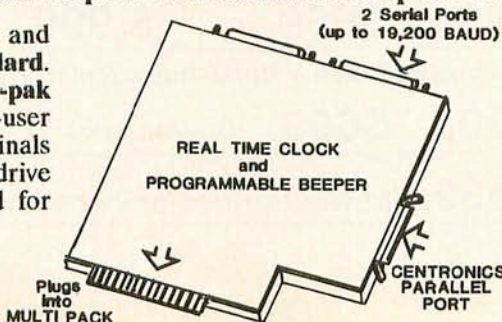 and
dard.
-pak
-user
inals
drive
d for
2 Serial Ports
(up to 19,200 BAUD)
REAL TIME CLOCK
and
PROGRAMMABLE BEEPER
CENTRONICS
PARALLEL
PORT
Plugs
Into
MULTI PACK